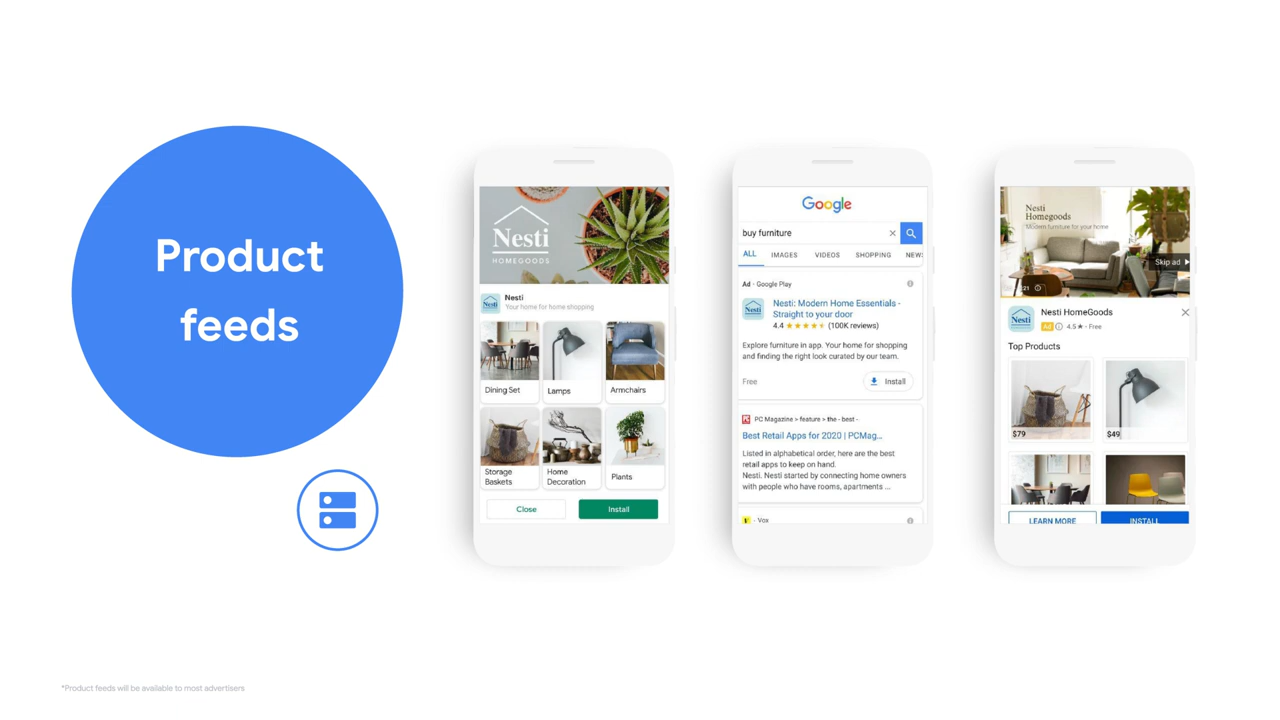 Product
feeds
Nesti
HOMEGOODS
Nesti
Nesti
Your home for home shopping
Dining Set
Lamps
Armchairs
Storage
Baskets
Home
Decoration
Plants
Close
Install
Google
buy furniture
ALL IMAGES VIDEOS SHOPPING NEWS
Ad · Google Play
Nesti
Nesti: Modern Home Essentials -
Straight to your door
4.4 ★★★★★ (100K reviews)
Explore furniture in app. Your home for shopping
and finding the right look curated by our team.
Free
Install
PC Magazine > feature > the - best -
Best Retail Apps for 2020 | PCMag...
Listed in alphabetical order, here are the best
retail apps to keep on hand.
Nesti. Nesti started by connecting home owners
with people who have rooms, apartments ...
- Vox
Nesti
Homegoods
Modern furniture for your home
Skip ad
:21
Nesti
Nesti HomeGoods
Ad 4.5 ★ - Free
Top Products
$79
$49
LEARN MORE
INSTALL
*Product feeds will be available to most advertisers